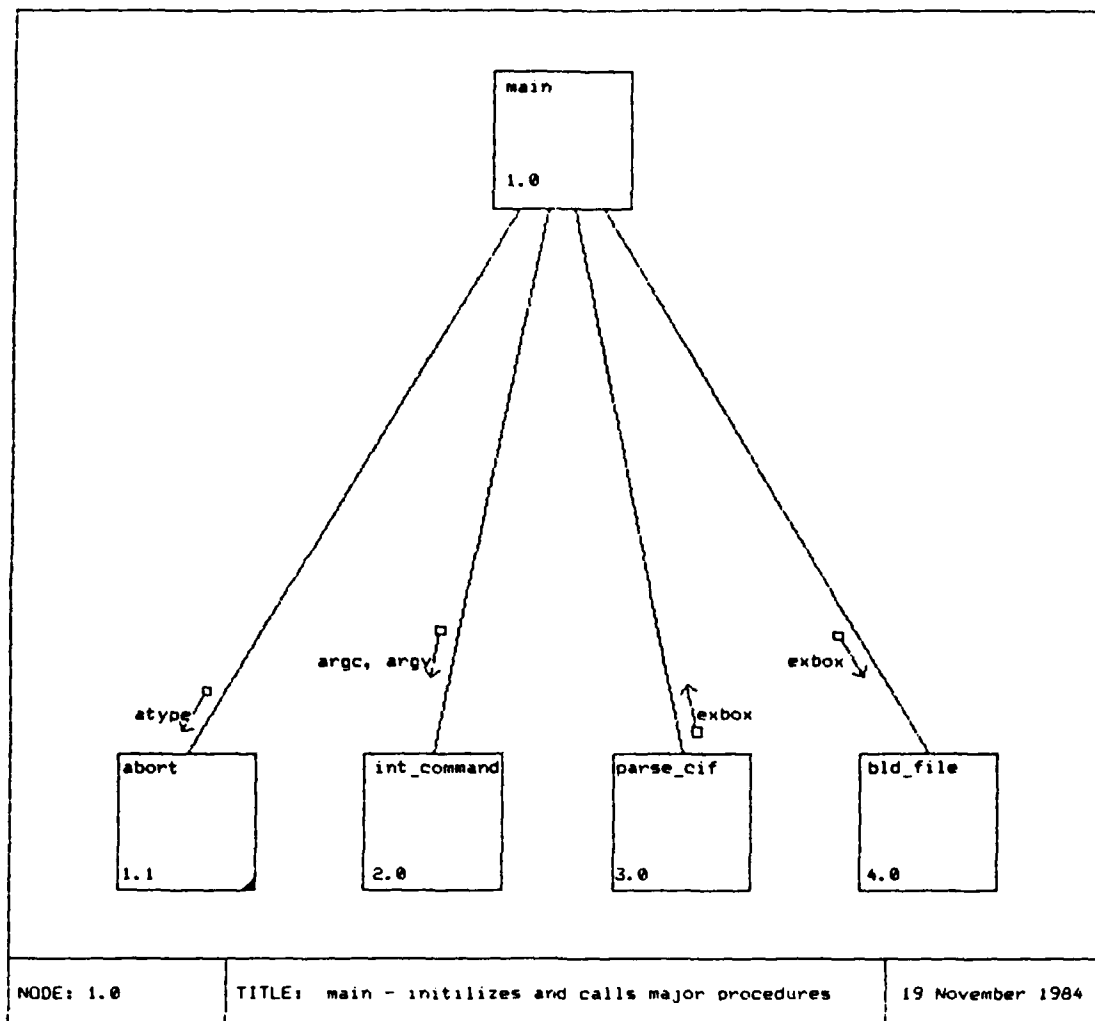 main
1.0
argc, argv
exbox
atype
exbox
abort
int_command
parse_cif
bld_file
1.1
2.0
3.0
4.0
NODE: 1.0
TITLE: main - initilizes and calls major procedures
19 November 1984